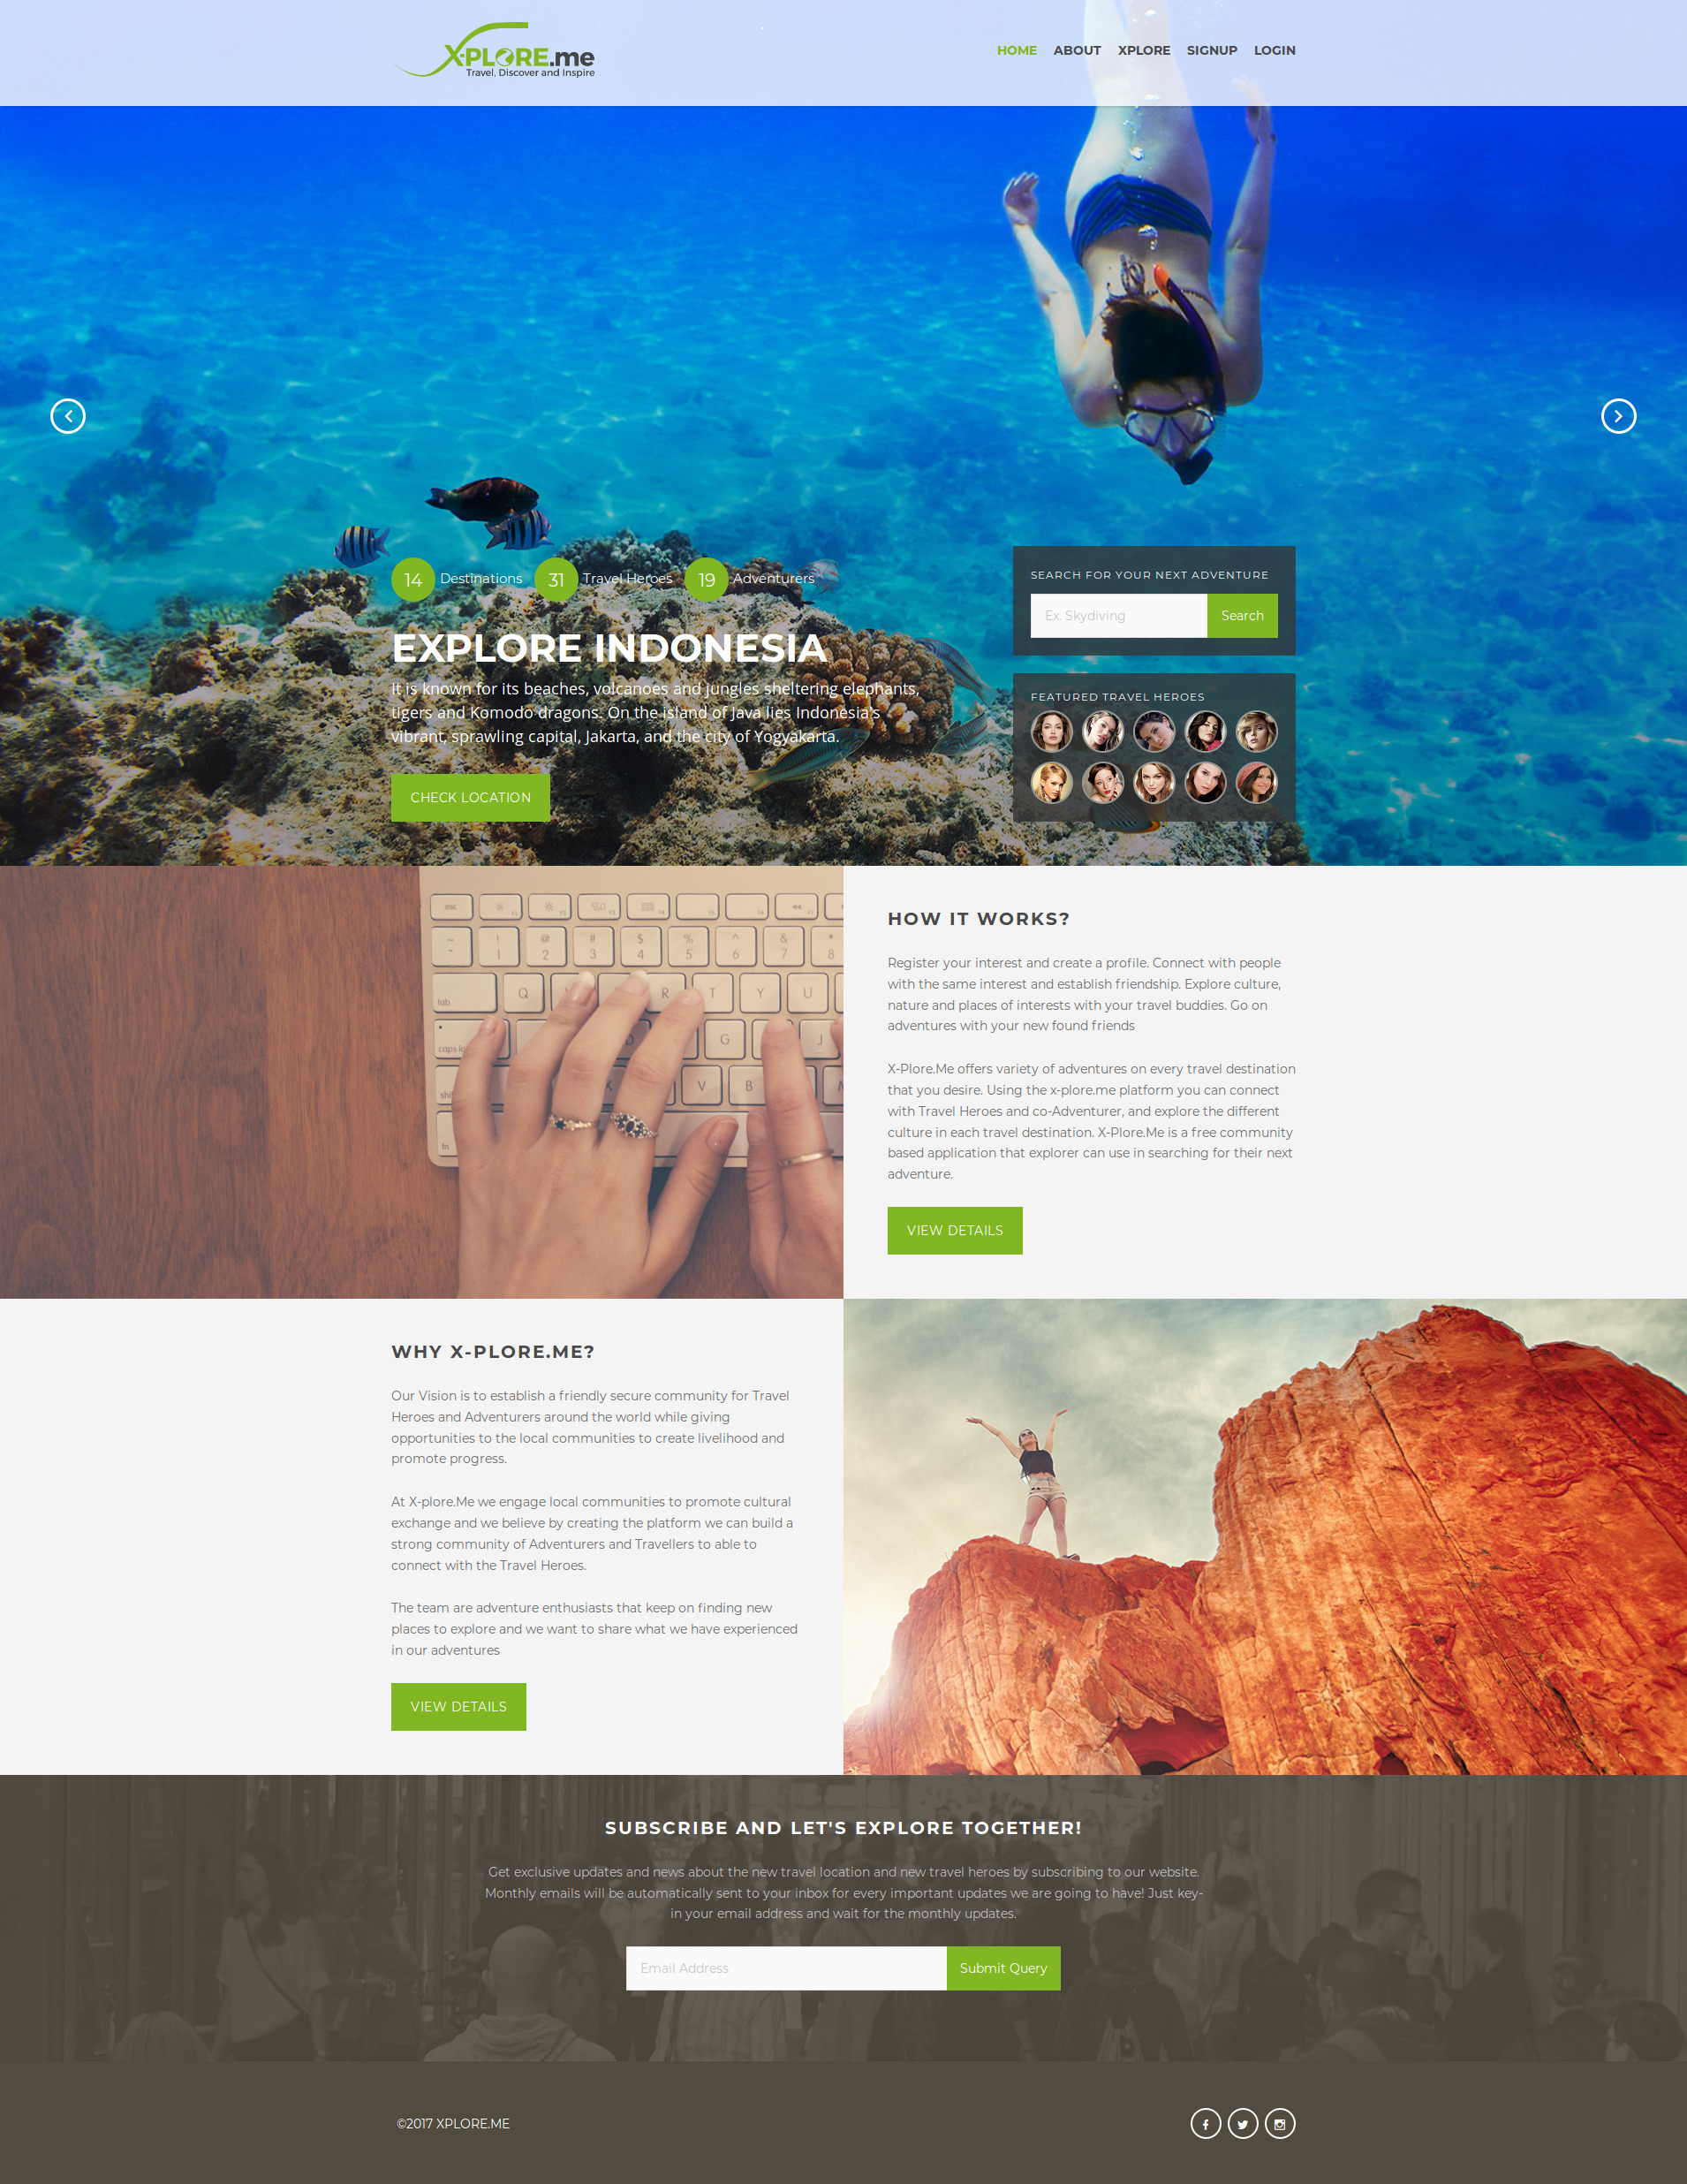 X-PLORE.me
Travel, Discover and Inspire
HOME ABOUT XPLORE SIGNUP LOGIN
14 Destinations 31 Travel Heroes 19 Adventurers
EXPLORE INDONESIA
It is known for its beaches, volcanoes and jungles sheltering elephants,
tigers and Komodo dragons. On the island of Java lies Indonesia's
vibrant, sprawling capital, Jakarta, and the city of Yogyakarta.
CHECK LOCATION
SEARCH FOR YOUR NEXT ADVENTURE
Ex. Skydiving Search
FEATURED TRAVEL HEROES
esc
! @ # $ % ^ & *
~ 1 2 3 4 5 6 7 8
tab Q R T Y U
G J
K V B
fn
HOW IT WORKS?
Register your interest and create a profile. Connect with people
with the same interest and establish friendship. Explore culture,
nature and places of interests with your travel buddies. Go on
adventures with your new found friends
X-Plore.Me offers variety of adventures on every travel destination
that you desire. Using the x-plore.me platform you can connect
with Travel Heroes and co-Adventurer, and explore the different
culture in each travel destination. X-Plore.Me is a free community
based application that explorer can use in searching for their next
adventure.
VIEW DETAILS
WHY X-PLORE.ME?
Our Vision is to establish a friendly secure community for Travel
Heroes and Adventurers around the world while giving
opportunities to the local communities to create livelihood and
promote progress.
At X-plore.Me we engage local communities to promote cultural
exchange and we believe by creating the platform we can build a
strong community of Adventurers and Travellers to able to
connect with the Travel Heroes.
The team are adventure enthusiasts that keep on finding new
places to explore and we want to share what we have experienced
in our adventures
VIEW DETAILS
SUBSCRIBE AND LET'S EXPLORE TOGETHER!
Get exclusive updates and news about the new travel location and new travel heroes by subscribing to our website.
Monthly emails will be automatically sent to your inbox for every important updates we are going to have! Just key-
in your email address and wait for the monthly updates.
Email Address Submit Query
©2017 XPLORE.ME